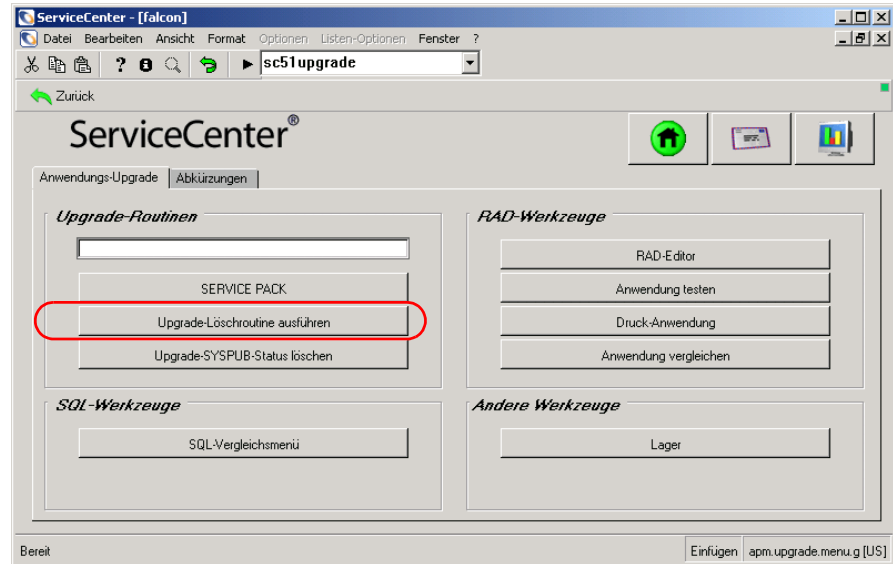 ServiceCenter - [falcon]
Datei Bearbeiten Ansicht Format Optionen Listen-Optionen Fenster ?
sc51upgrade
Zurück
ServiceCenter®
Anwendungs-Upgrade Abkürzungen
Upgrade-Routinen
SERVICE PACK
Upgrade-Löschroutine ausführen
Upgrade-SYSPUB-Status löschen
RAD-Werkzeuge
RAD-Editor
Anwendung testen
Druck-Anwendung
Anwendung vergleichen
SQL-Werkzeuge
SQL-Vergleichsmenü
Andere Werkzeuge
Lager
Bereit
Einfügen apm.upgrade.menu.g [US]